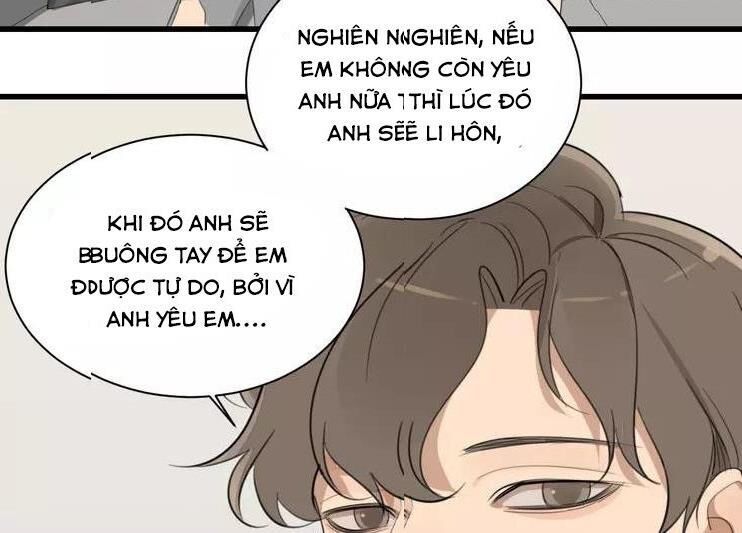 NGHIÊN NNGHIÊN, NẾU
EM KHÔNNG CÒN YÊU
ANH NỮA TTHÌ LÚC ĐÓ
ANH SẼẼ LI HÔN,
KHI ĐÓ ANH SẼ
BBUÔNG TAY ĐỂ EM
ĐĐƯỢC TỰ DO, BỞI VÌ
ANH YÊU EM....